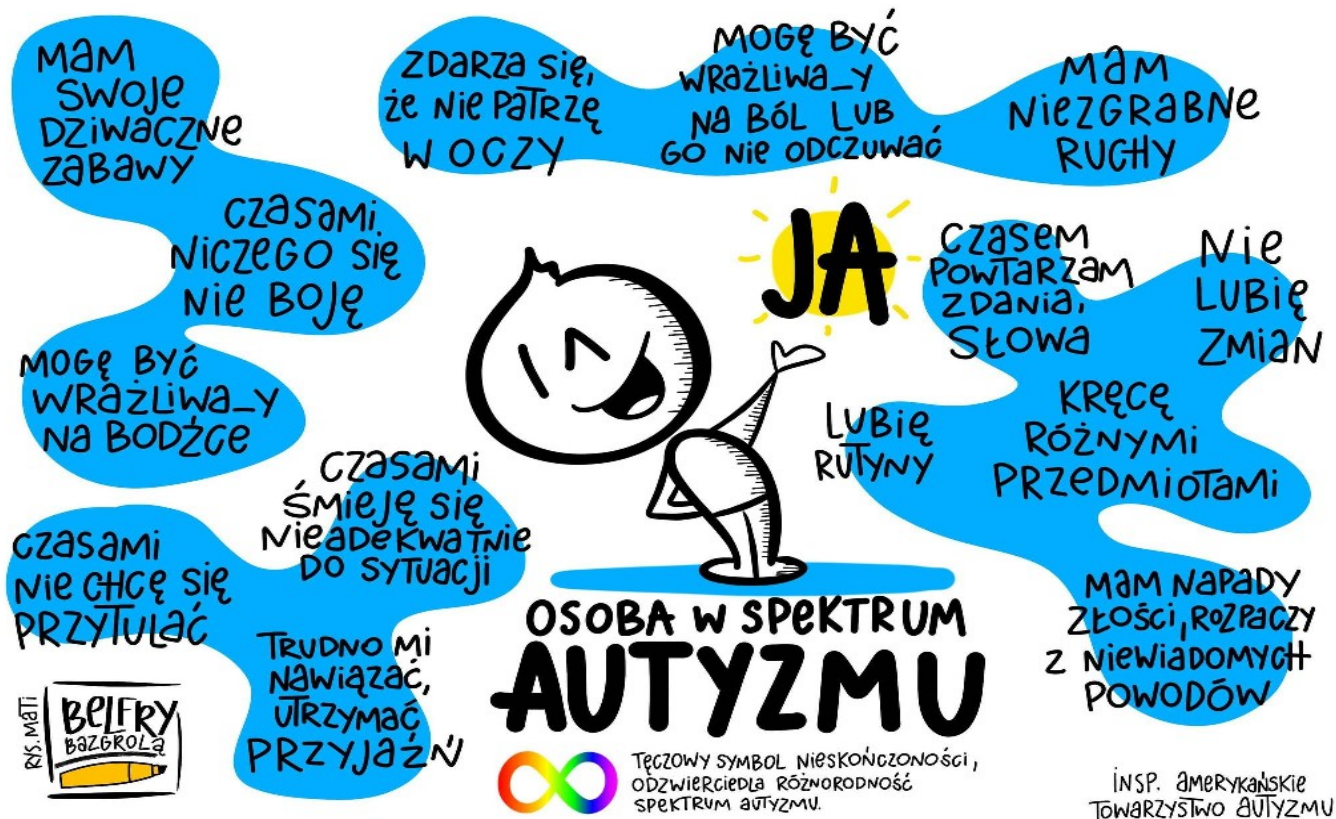 MAM
SWOJE
DZIWACZNE
ZABAWY
CZASAMI
NICZEGO SIĘ
NIE BOJĘ
MOGĘ BYĆ
WRAŻLIWA_Y
NA BODŹCE
ZDARZA SIĘ,
ŻE NIE PATRZĘ
W OCZY
MOGĘ BYĆ
WRAŻLIWA_Y
NA BÓL LUB
GO NIE ODCZUWAĆ
MAM
NIEZGRABNE
RUCHY
JA
CZASEM
POWTARZAM
ZDANIA,
SŁOWA
NIE
LUBIĘ
ZMIAN
LUBIĘ
RUTYNY
KRĘCĘ
RÓŻNYMI
PRZEDMIOTAMI
CZASAMI
ŚMIEJĘ SIĘ
NIEADEKWATNIE
DO SYTUACJI
CZASAMI
NIE CHCĘ SIĘ
PRZYTULAĆ
TRUDNO MI
NAWIĄZAĆ,
UTRZYMAĆ
PRZYJAŹŃ
MAM NAPADY
ZŁOŚCI, ROZPACZY
Z NIEWIADOMYCH
POWODÓW
OSOBA W SPEKTRUM
AUTYZMU
TĘCZOWY SYMBOL NIESKOŃCZONOŚCI,
ODZWIERCIEDLA RÓŻNORODNOŚĆ
SPEKTRUM AUTYZMU.
RYS. MATI
BELFRY
BAZGROLĄ
INSP. AMERYKAŃSKIE
TOWARZYSTWO AUTYZMU